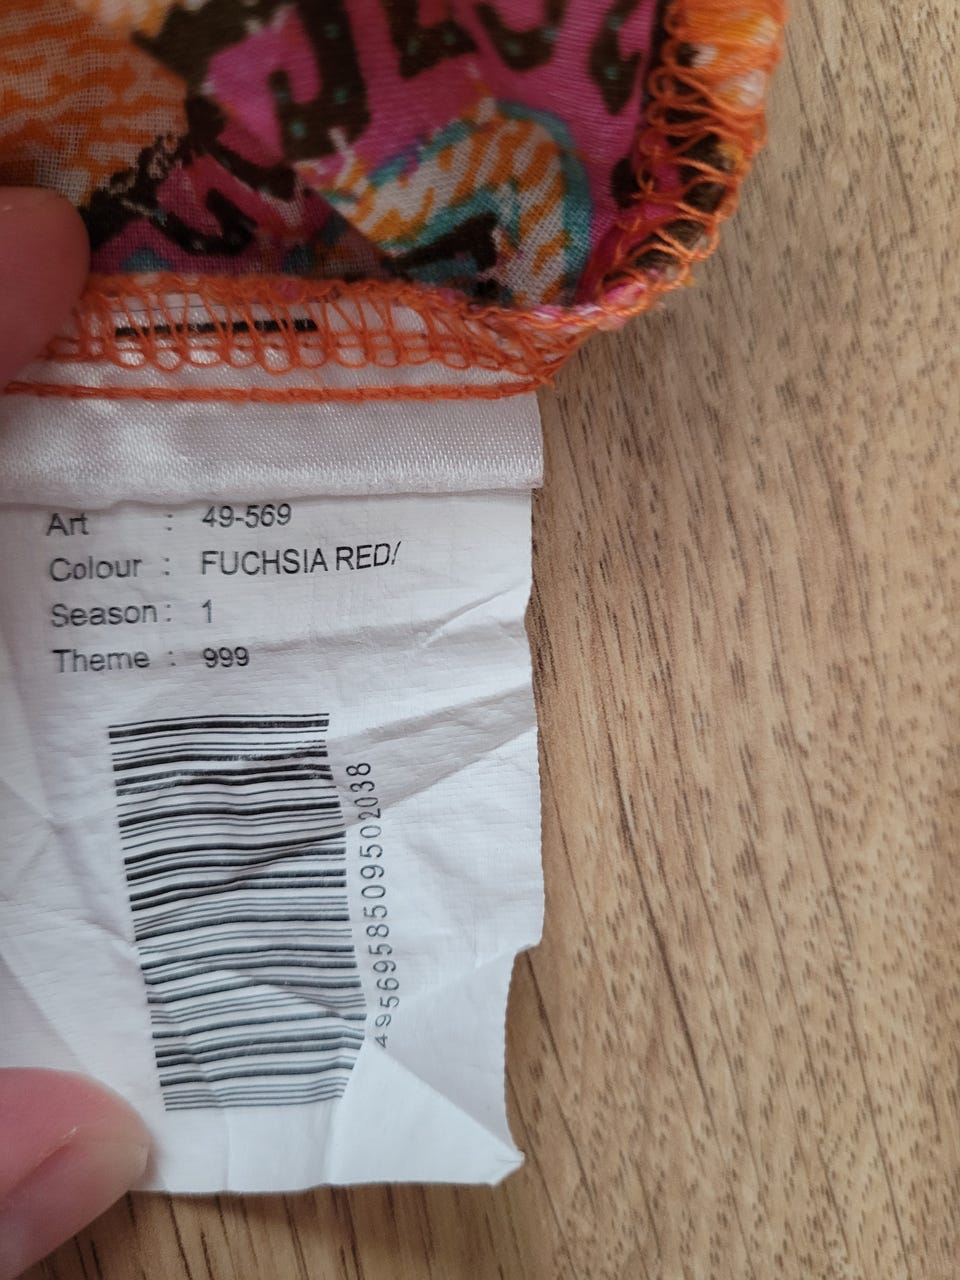 Art : 49-569
Colour : FUCHSIA RED/
Season : 1
Theme : 999
4956958509502038